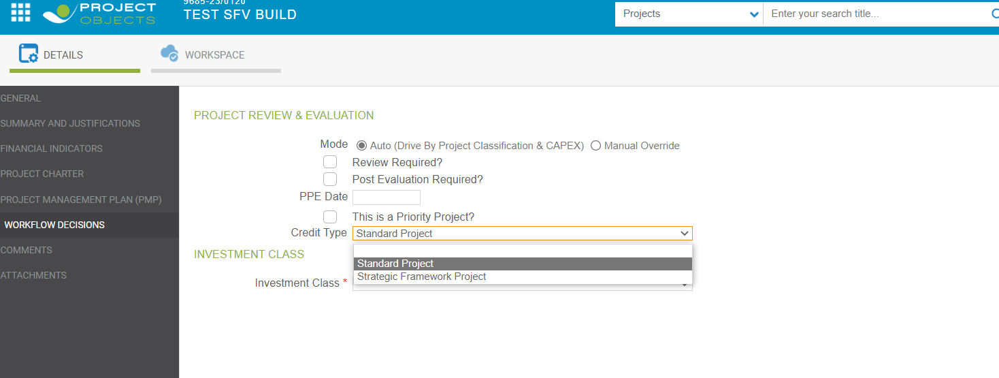 9685-23/0120
PROJECT
OBJECTS
TEST SFV BUILD
Projects
Enter your search title...
DETAILS
WORKSPACE
GENERAL
SUMMARY AND JUSTIFICATIONS
FINANCIAL INDICATORS
PROJECT CHARTER
PROJECT MANAGEMENT PLAN (PMP)
WORKFLOW DECISIONS
COMMENTS
ATTACHMENTS
PROJECT REVIEW & EVALUATION
Mode Auto (Drive By Project Classification & CAPEX) Manual Override
Review Required?
Post Evaluation Required?
PPE Date
This is a Priority Project?
Credit Type Standard Project
Standard Project
Strategic Framework Project
INVESTMENT CLASS
Investment Class *